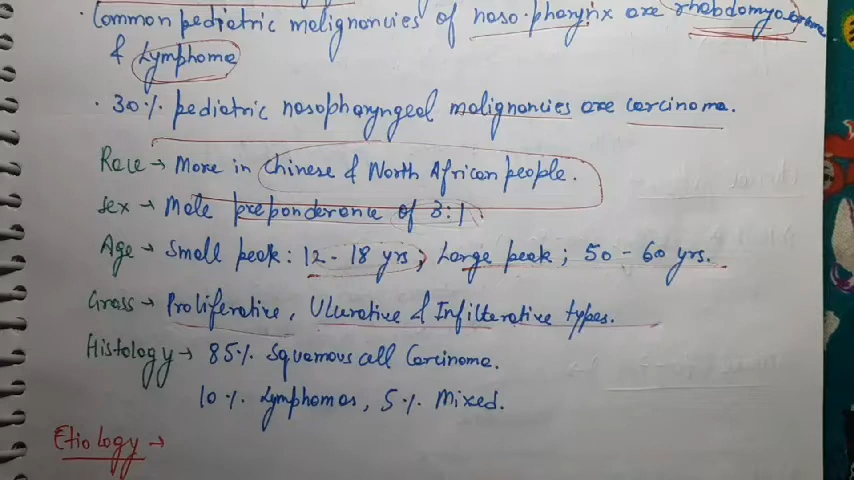 · Common pediatric malignancies of naso-pharynx are rhabdomyosarcoma
& Lymphoma
· 30% pediatric nasopharyngeal malignancies are carcinoma.
Race → More in Chinese & North African people.
Sex → Male preponderance of 3:1
Age → Small peak: 12 - 18 yrs; Large peak; 50 - 60 yrs.
Gross → Proliferative, Ulcerative & Infilterative types.
Histology → 85% Squamous cell Carcinoma.
10% Lymphomas, 5% Mixed.
Etiology →